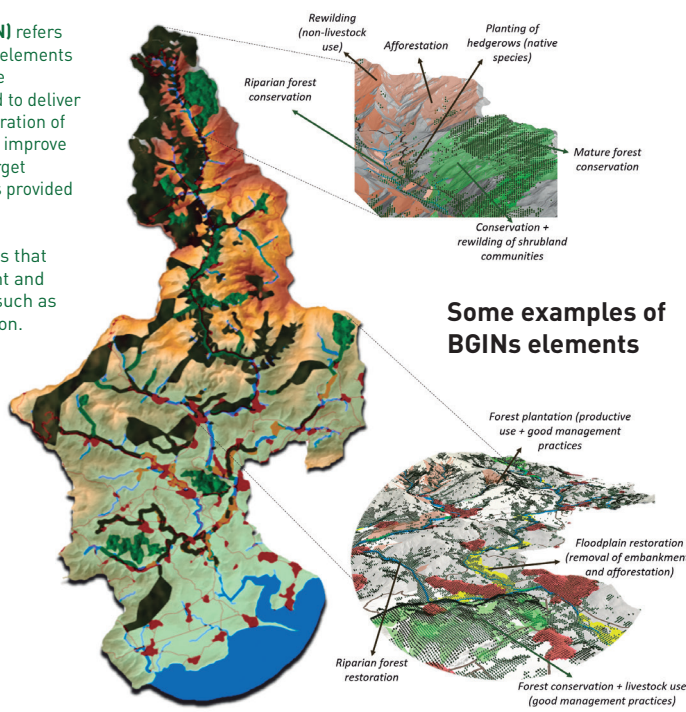 N) refers
elements
e
d to deliver
ration of
improve
rget
s provided
s that
nt and
such as
on.
Rewilding
(non-livestock
use)
Afforestation
Planting of
hedgerows (native
species)
Riparian forest
conservation
Mature forest
conservation
Conservation +
rewilding of shrubland
communities
Some examples of
BGINs elements
Forest plantation (productive
use + good management
practices
Floodplain restoration
(removal of embankment
and afforestation)
Riparian forest
restoration
Forest conservation + livestock use
(good management practices)